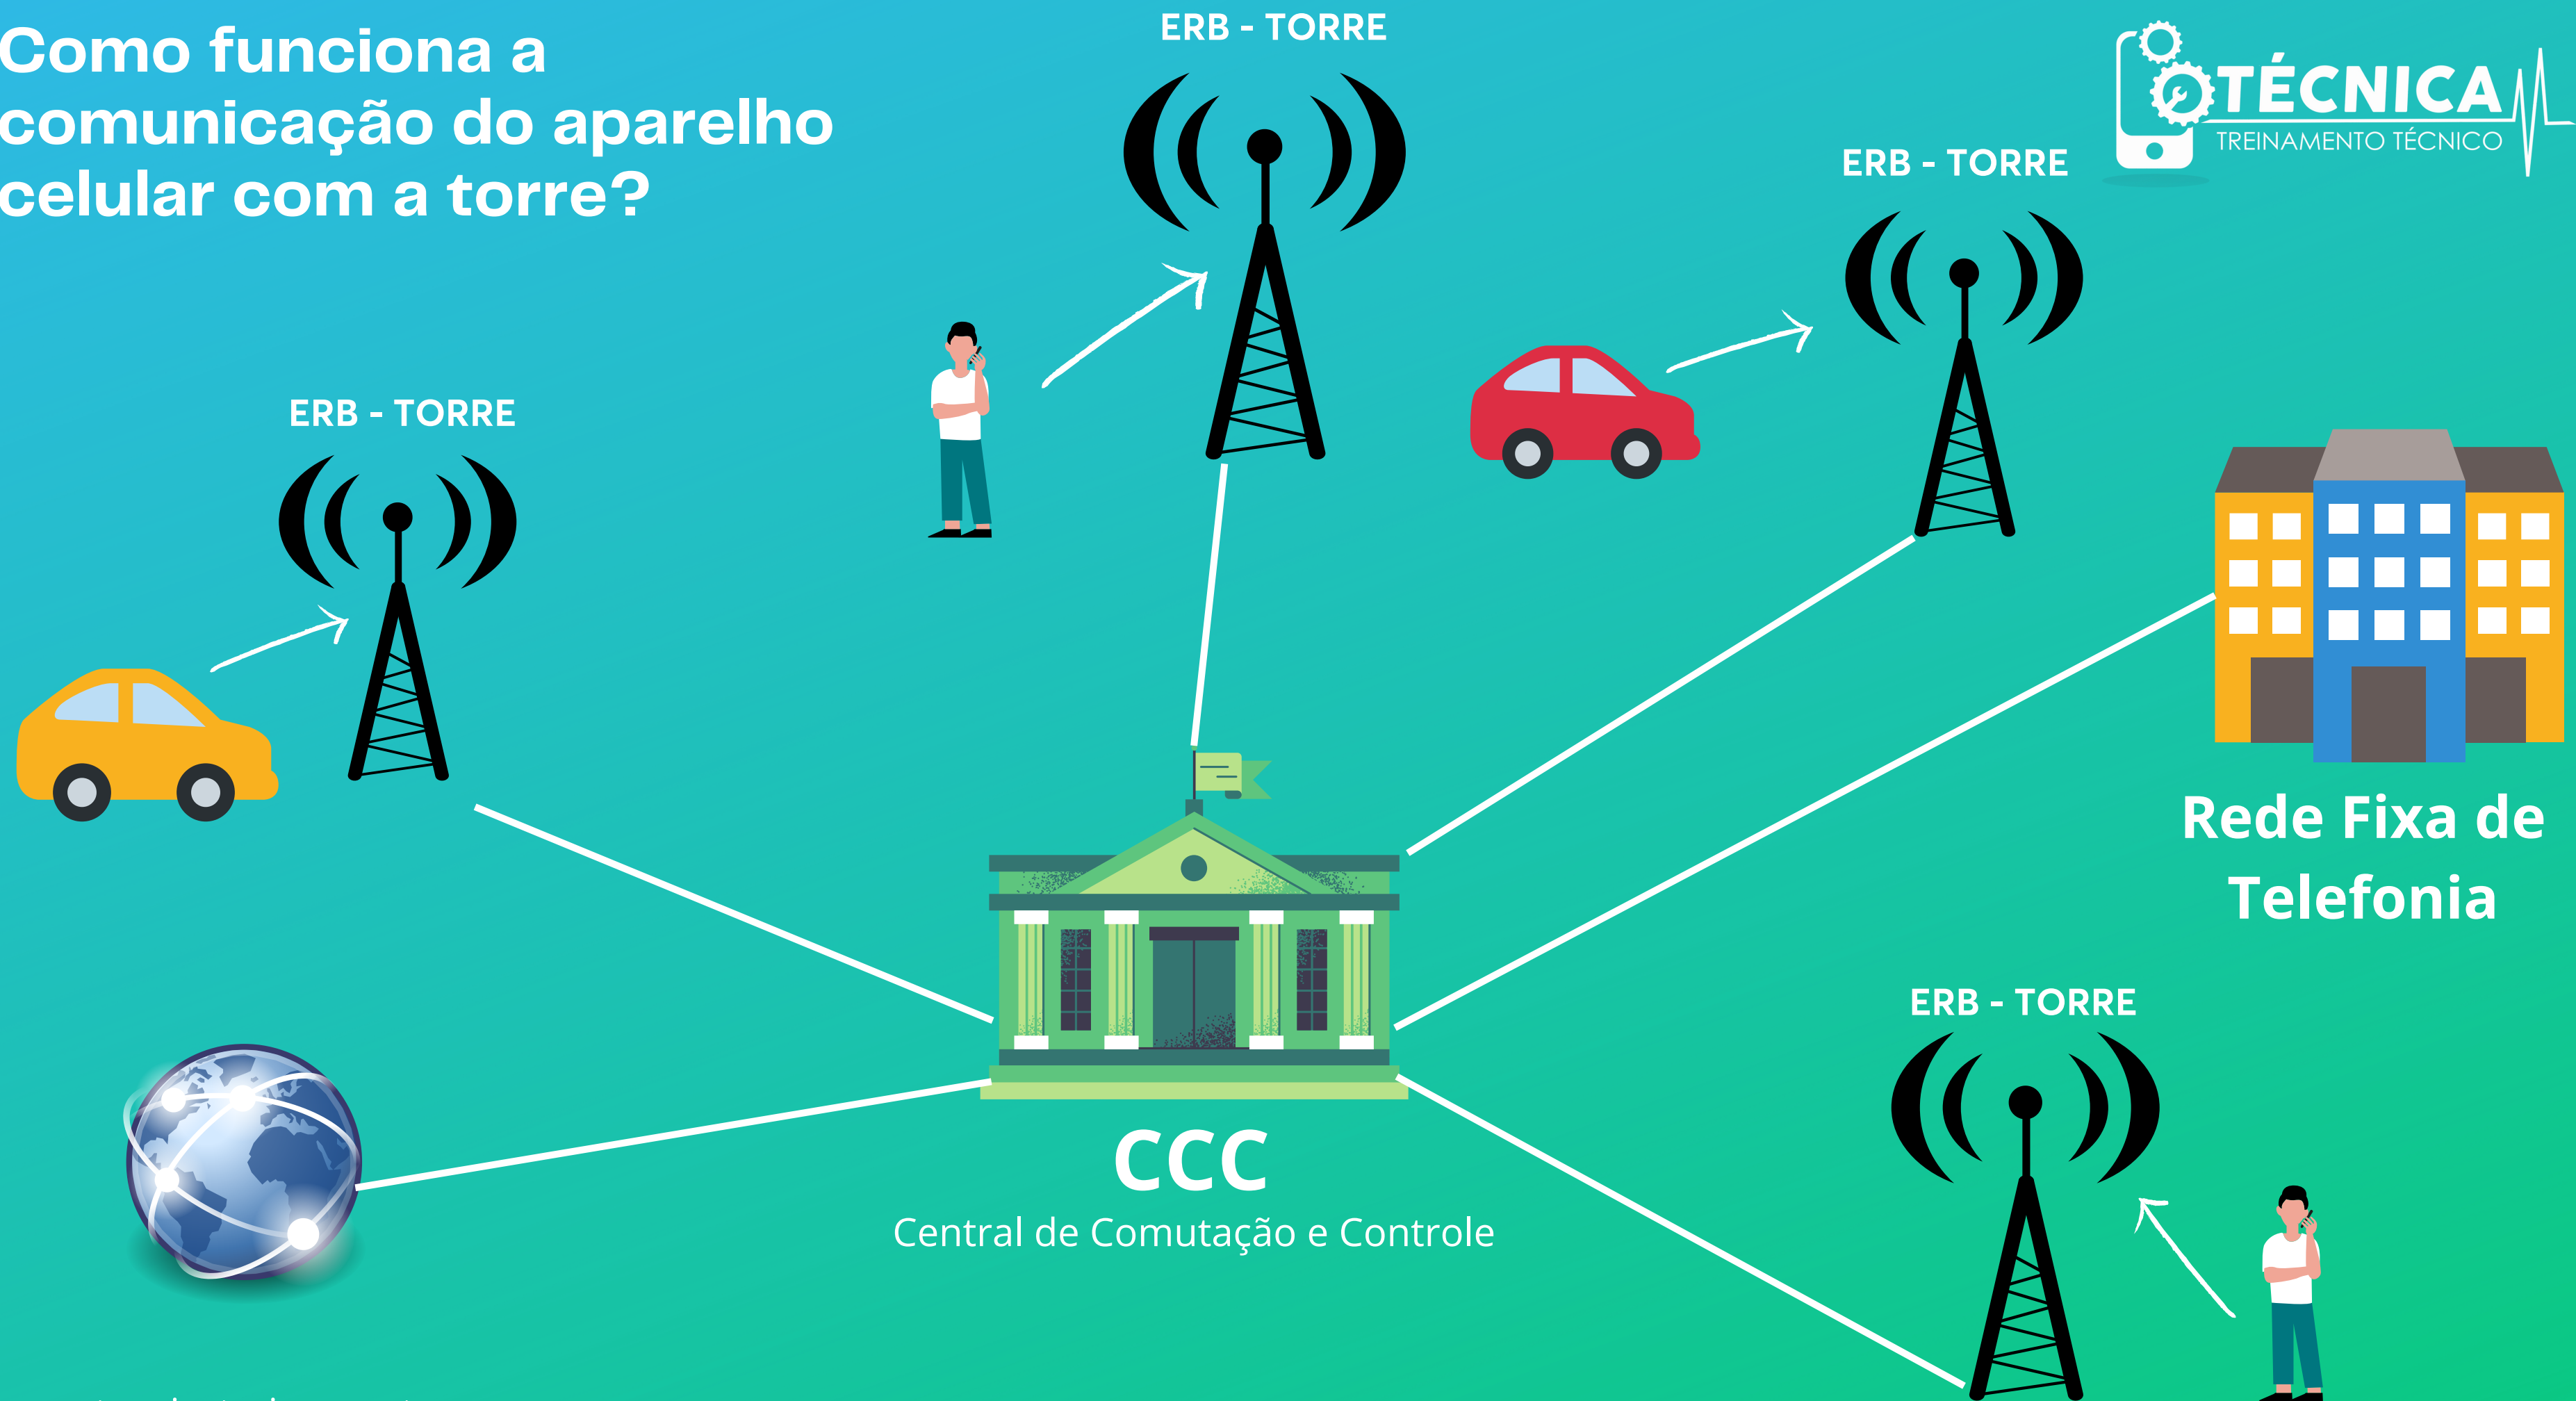 Como funciona a
comunicação do aparelho
celular com a torre?
ERB - TORRE
TÉCNICA
TREINAMENTO TÉCNICO
ERB - TORRE
ERB - TORRE
Rede Fixa de
Telefonia
ERB - TORRE
CCC
Central de Comutação e Controle